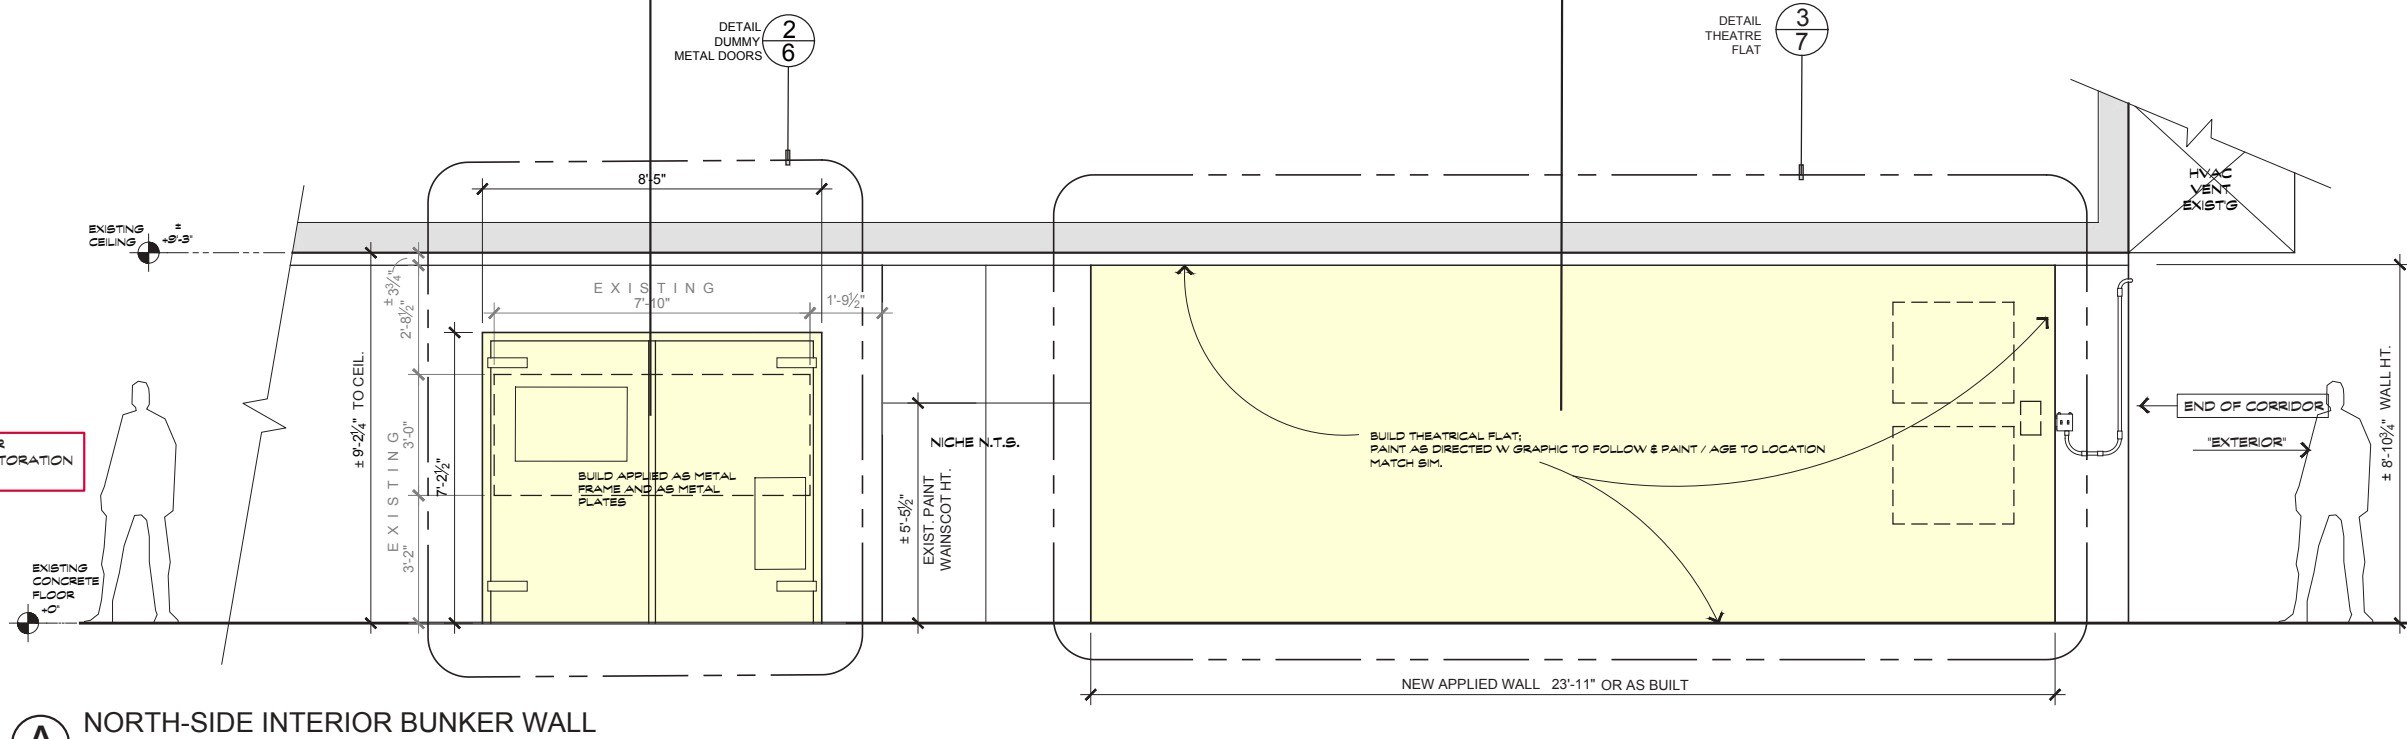 DETAIL
DUMMY
METAL DOORS
2
6
DETAIL
THEATRE
FLAT
3
7
HVAC
VENT
EXIST'G
8'-5"
EXISTING
CEILING
±
+9'-3"
± 3¾"
2'-8½"
EXISTING
7'-10"
1'-9½"
± 9'-2¼" TO CEIL.
EXISTING
3'-0"
3'-2"
7'-2½"
BUILD APPLIED AS METAL
FRAME AND AS METAL
PLATES
NICHE N.T.S.
± 5'-5½"
EXIST. PAINT
WAINSCOT HT.
BUILD THEATRICAL FLAT;
PAINT AS DIRECTED W GRAPHIC TO FOLLOW & PAINT / AGE TO LOCATION
MATCH SIM.
END OF CORRIDOR
"EXTERIOR"
± 8'-10¾" WALL HT.
R
TORATION
EXISTING
CONCRETE
FLOOR
+0"
NEW APPLIED WALL 23'-11" OR AS BUILT
A
NORTH-SIDE INTERIOR BUNKER WALL